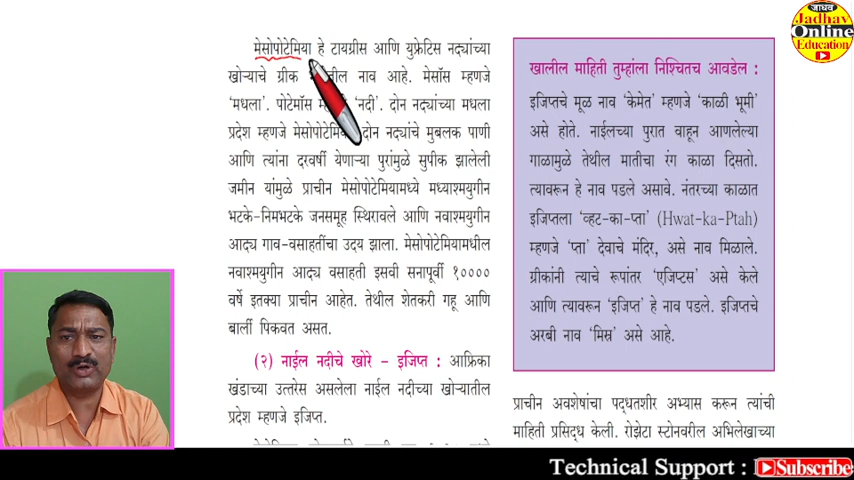 मेसोपोटेमिया हे टायग्रीस आणि युफ्रेटिस नद्यांच्या
खोऱ्याचे ग्रीक नाव आहे. मेसॉस म्हणजे
'मधला'. पोटेमॉस 'नदी'. दोन नद्यांच्या मधला
प्रदेश म्हणजे दोन नद्यांचे मुबलक पाणी
आणि त्यांना दरवर्षी येणाऱ्या पुरांमुळे सुपीक झालेली
जमीन यांमुळे प्राचीन मेसोपोटेमियामध्ये मध्याश्मयुगीन
भटके-निमभटके जनसमूह स्थिरावले आणि नवाश्मयुगीन
आद्य गाव-वसाहतींचा उदय झाला. मेसोपोटेमियामधील
नवाश्मयुगीन आद्य वसाहती इसवी सनापूर्वी १००००
वर्षे इतक्या प्राचीन आहेत. तेथील शेतकरी गहू आणि
बार्ली पिकवत असत.
(२) नाईल नदीचे खोरे - इजिप्त : आफ्रिका
खंडाच्या उत्तरेस असलेला नाईल नदीच्या खोऱ्यातील
प्रदेश म्हणजे इजिप्त.
खालील माहिती तुम्हांला निश्चितच आवडेल :
इजिप्तचे मूळ नाव 'केमेत' म्हणजे 'काळी भूमी'
असे होते. नाईलच्या पुरात वाहून आणलेल्या
गाळामुळे तेथील मातीचा रंग काळा दिसतो.
त्यावरून हे नाव पडले असावे. नंतरच्या काळात
इजिप्तला 'व्हट-का-प्ता' (Hwat-ka-Ptah)
म्हणजे 'प्ता' देवाचे मंदिर, असे नाव मिळाले.
ग्रीकांनी त्याचे रूपांतर 'एजिप्टस' असे केले
आणि त्यावरून 'इजिप्त' हे नाव पडले. इजिप्तचे
अरबी नाव 'मिस्र' असे आहे.
प्राचीन अवशेषांचा पद्धतशीर अभ्यास करून त्यांची
माहिती प्रसिद्ध केली. रोझेटा स्टोनवरील अभिलेखाच्या
जाधव
Jadhav
Online
Education
Technical Support :
Subscribe